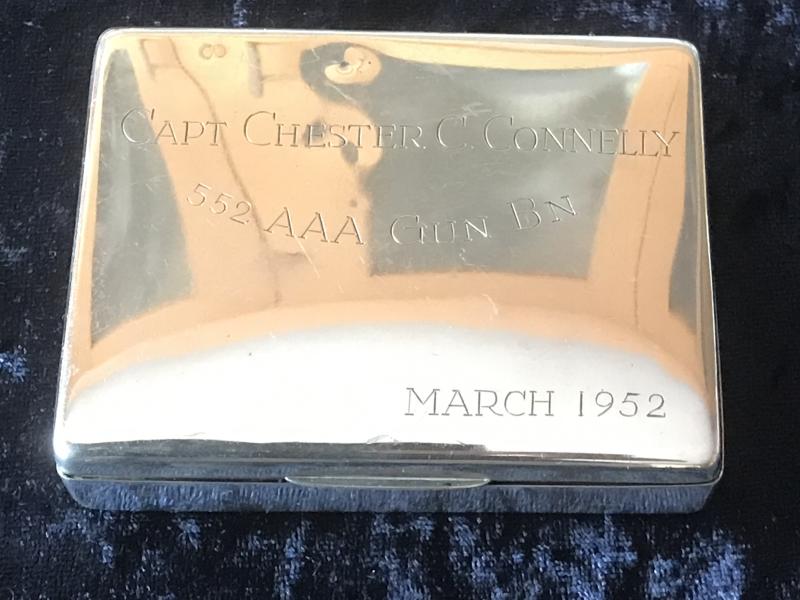 CAPT CHESTER C. CONNELLY
552 AAA GUN BN
MARCH 1952